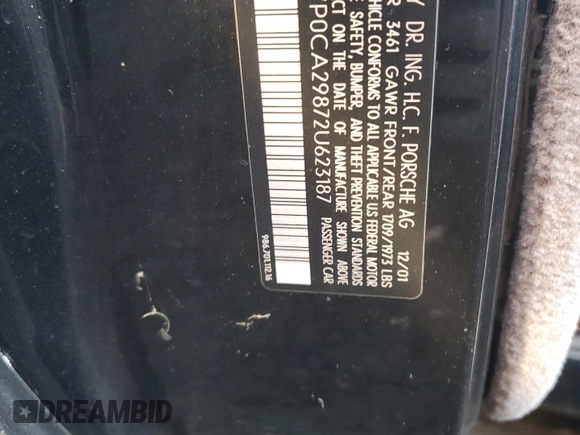 DR. ING. H.C. F. PORSCHE AG 12/01
3461 GAWR FRONT/REAR 1709/1973 LBS
VEHICLE CONFORMS TO ALL APPLICABLE US FEDERAL MOTOR
SAFETY, BUMPER, AND THEFT PREVENTION STANDARDS
ON THE DATE OF MANUFACTURE SHOWN ABOVE
P0CA29872U623187 PASSENGER CAR
986.701.112.16
DREAMBID